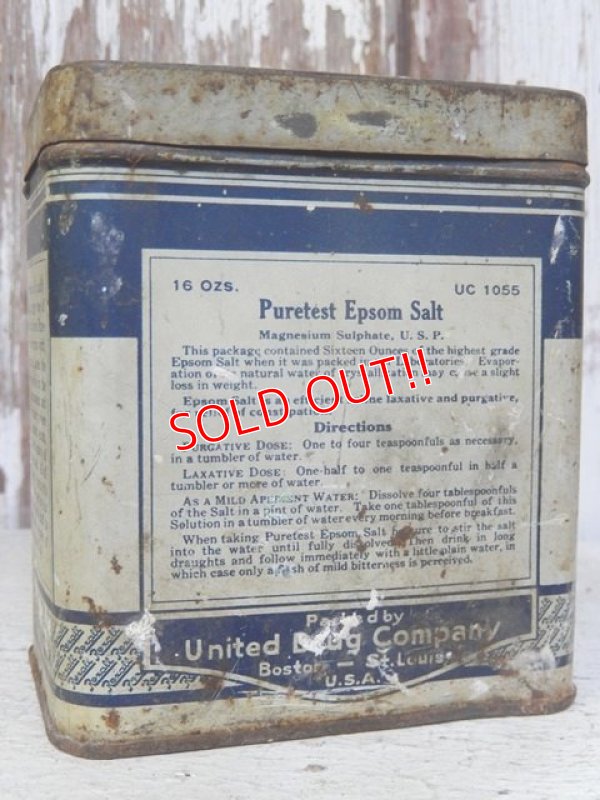 16 OZS. UC 1055
Puretest Epsom Salt
Magnesium Sulphate, U. S. P.
This package contained Sixteen Ounces of the highest grade
Epsom Salt when it was packed Laboratories. Evapor-
ation of natural water of may a slight
loss in weight.
Epsom Salt is an efficient laxative and purgative,
of constipation
Directions
PURGATIVE DOSE: One to four teaspoonfuls as necessary,
in a tumbler of water.
LAXATIVE DOSE: One-half to one teaspoonful in half a
tumbler or more of water.
AS A MILD APERIENT WATER: Dissolve four tablespoonfuls
of the Salt in a pint of water. Take one tablespoonful of this
Solution in a tumbler of water every morning before breakfast.
When taking Puretest Epsom Salt be sure to stir the salt
into the water until fully dissolved. Then drink in long
draughts and follow immediately with a little plain water, in
which case only a flash of mild bitterness is perceived.
Packed by
United Drug Company
Boston — St. Louis
U.S.A.
SOLD OUT!!